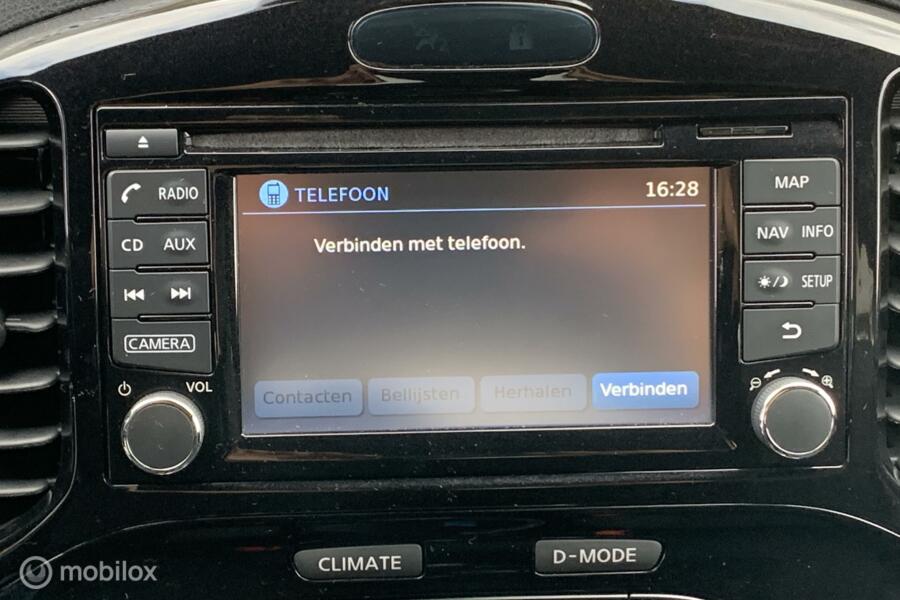 RADIO
CD AUX
CAMERA
VOL
TELEFOON 16:28
Verbinden met telefoon.
Contacten Bellijsten Herhalen Verbinden
MAP
NAV INFO
SETUP
CLIMATE D-MODE
mobilox